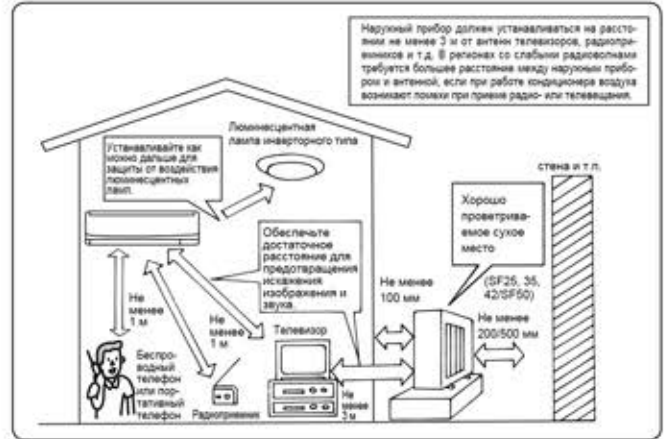 Наружный прибор должен устанавливаться на рассто-
янии не менее 3 м от антенн телевизоров, радиопри-
емников и т.д. В регионах со слабыми радиоволнами
требуется большее расстояние между наружным прибо-
ром и антенной, если при работе кондиционера воздуха
возникают помехи при приеме радио- или телевещания.
Люминесцентная
лампа инверторного типа
Устанавливайте как
можно дальше для
защиты от воздействия
люминесцентных
ламп.
стена и т.п.
Хорошо
проветрива-
емое сухое
место
Обеспечьте
достаточное
расстояние для
предотвращения
искажения
изображения и
звука.
Не менее
100 мм
(SF25, 35,
42/SF50)
Не менее
200/500 мм
Не
менее
1 м
Не
менее
1 м
Телевизор
Беспро-
водный
телефон
или пор-
тативный
телефон
Радиоприемник
Не
менее
3 м